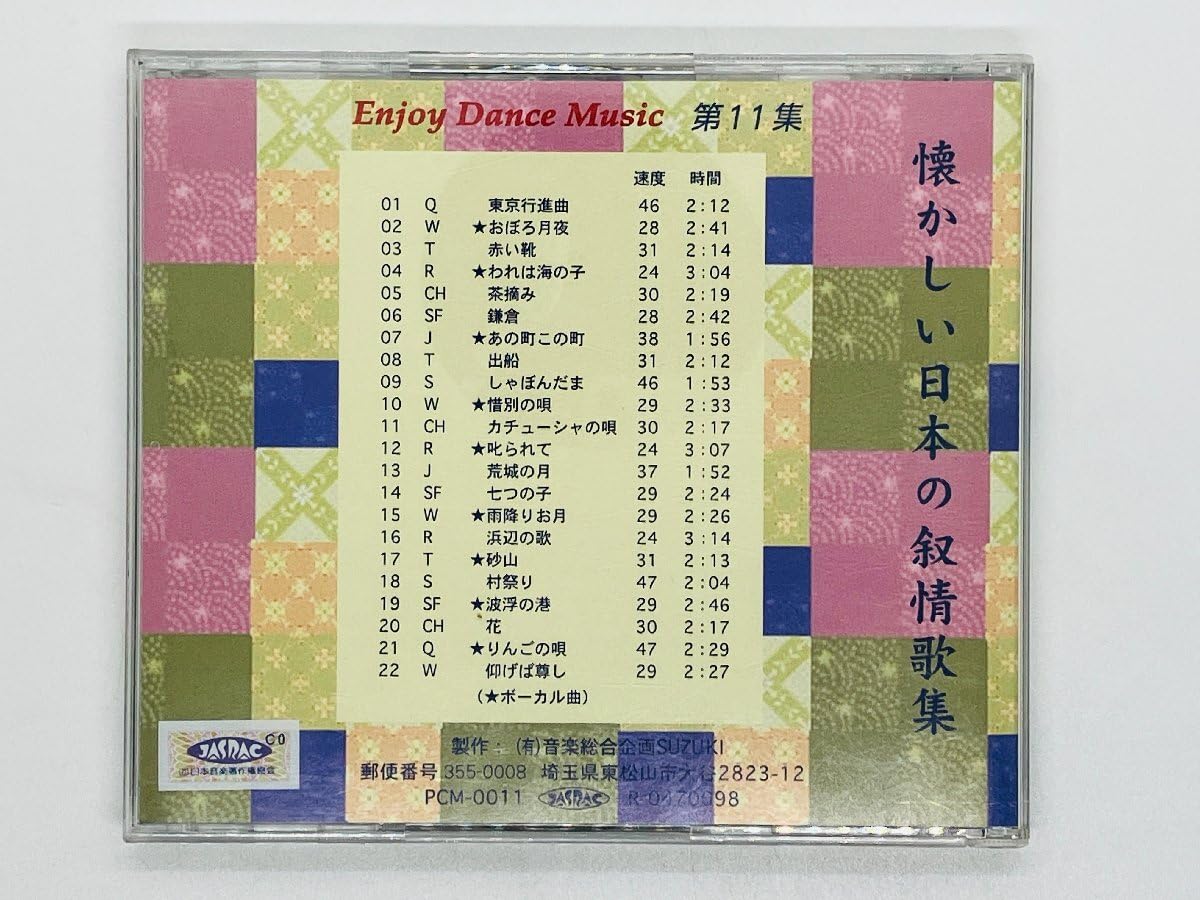 Enjoy Dance Music 第11集
懐かしい日本の叙情歌集
速度 時間
01 Q 東京行進曲 46 2:12
02 W ★おぼろ月夜 28 2:41
03 T 赤い靴 31 2:14
04 R ★われは海の子 24 3:04
05 CH 茶摘み 30 2:19
06 SF 鎌倉 28 2:42
07 J ★あの町この町 38 1:56
08 T 出船 31 2:12
09 S しゃぼんだま 46 1:53
10 W ★惜別の唄 29 2:33
11 CH カチューシャの唄 30 2:17
12 R ★叱られて 24 3:07
13 J 荒城の月 37 1:52
14 SF 七つの子 29 2:24
15 W ★雨降りお月 29 2:26
16 R 浜辺の歌 24 3:14
17 T ★砂山 31 2:13
18 S 村祭り 47 2:04
19 SF ★波浮の港 29 2:46
20 CH 花 30 2:17
21 Q ★りんごの唄 47 2:29
22 W 仰げば尊し 29 2:27
(★ボーカル曲)
製作: (有)音楽総合企画SUZUKI
郵便番号 355-0008 埼玉県東松山市大谷2823-12
PCM-0011 JASRAC R-0470098
C0
JASRAC
日本音楽著作権協会